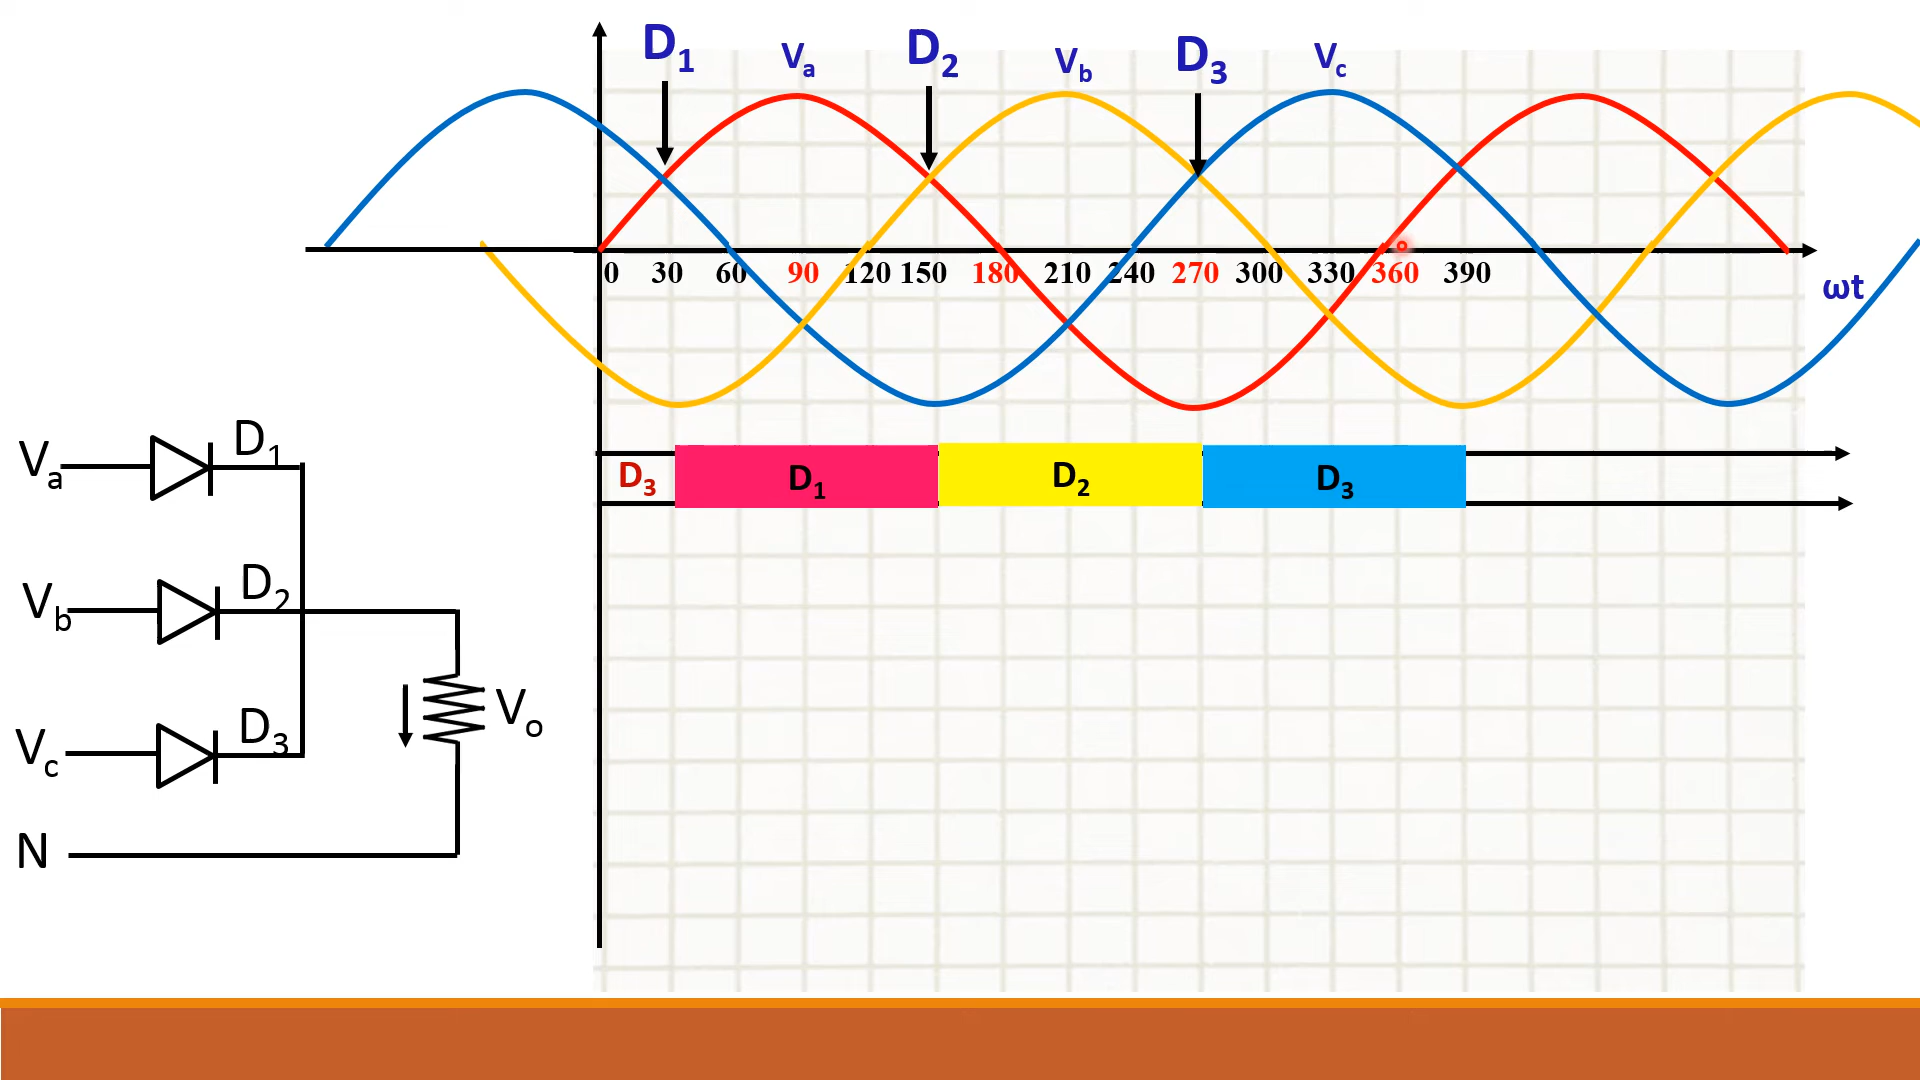 D1 Va D2 Vb D3 Vc
0 30 60 90 120 150 180 210 240 270 300 330 360 390
ωt
D3 D1 D2 D3
Va D1
Vb D2
Vc D3
Vo
N